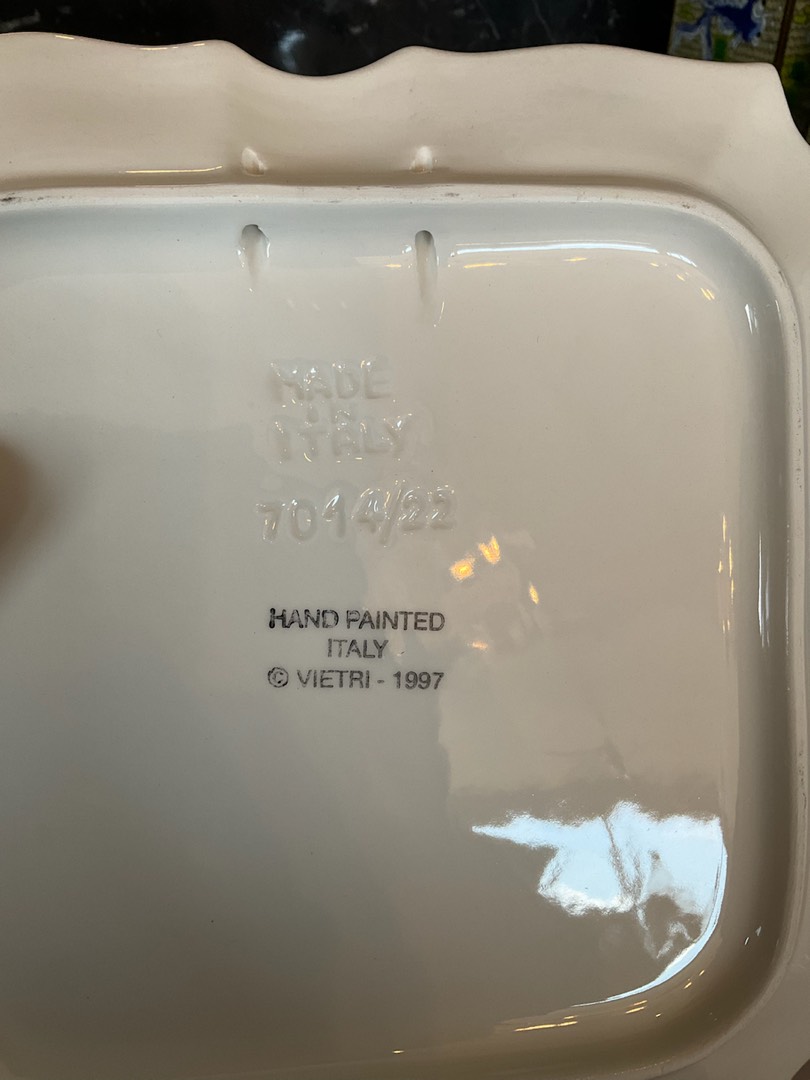 MADE
IN
ITALY
7014/22
HAND PAINTED
ITALY
© VIETRI - 1997